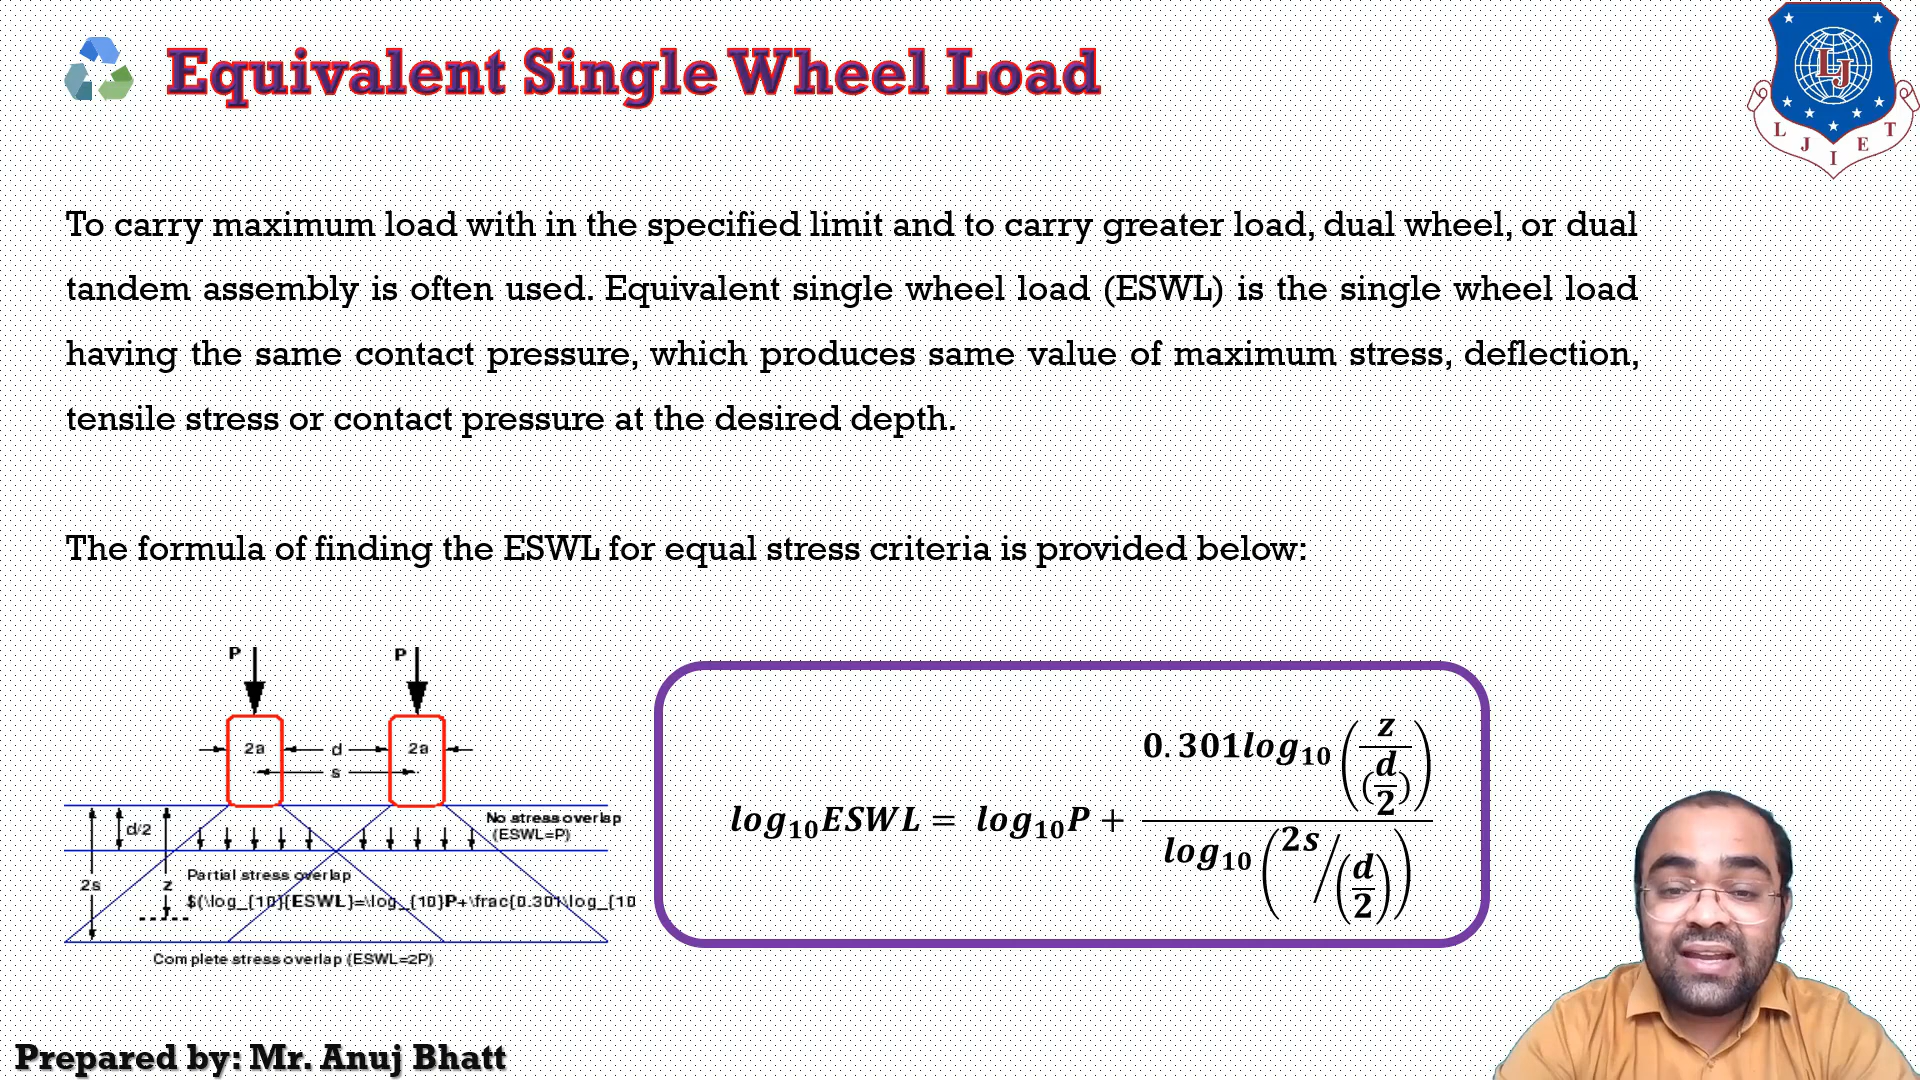 Equivalent Single Wheel Load
LJ
L J I E T
To carry maximum load with in the specified limit and to carry greater load, dual wheel, or dual
tandem assembly is often used. Equivalent single wheel load (ESWL) is the single wheel load
having the same contact pressure, which produces same value of maximum stress, deflection,
tensile stress or contact pressure at the desired depth.
The formula of finding the ESWL for equal stress criteria is provided below:
P P
2a d 2a
s
d/2
No stress overlap
(ESWL=P)
Partial stress overlap
2s z
$(\log_{10}{ESWL}=\log_{10}P+\frac{0.301\log_{10
Complete stress overlap (ESWL=2P)
log₁₀ESWL = log₁₀P + 0.301log₁₀(z/(d/2)) / log₁₀(2s/(d/2))
Prepared by: Mr. Anuj Bhatt